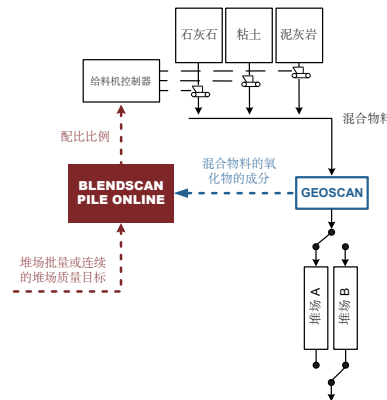 石灰石
粘土
泥灰岩
给料机控制器
混合物料
配比比例
混合物料的氧
化物的成分
BLENDSCAN
PILE ONLINE
GEOSCAN
堆场批量或连续
的堆场质量目标
堆场 A
堆场 B